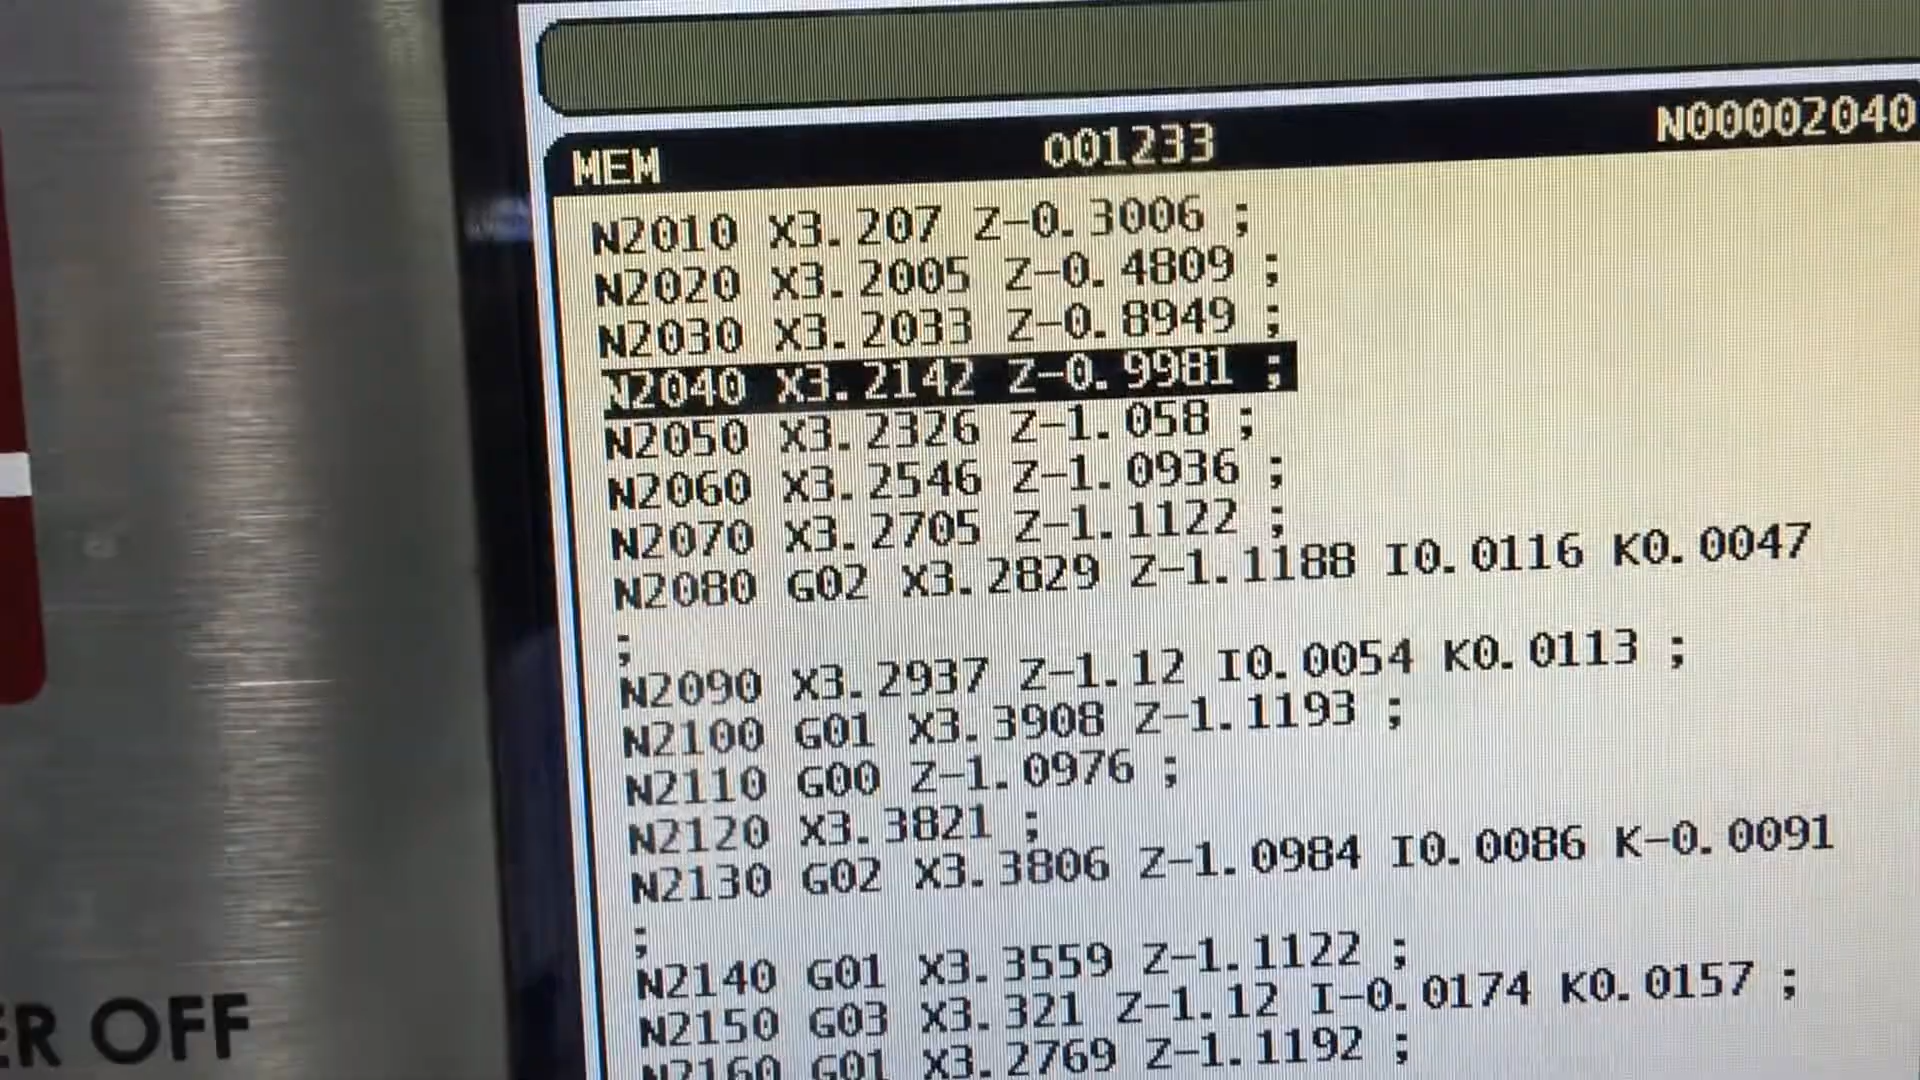 MEM O01233 N00002040
N2010 X3.207 Z-0.3006 ;
N2020 X3.2005 Z-0.4809 ;
N2030 X3.2033 Z-0.8949 ;
N2040 X3.2142 Z-0.9981 ;
N2050 X3.2326 Z-1.058 ;
N2060 X3.2546 Z-1.0936 ;
N2070 X3.2705 Z-1.1122 ;
N2080 G02 X3.2829 Z-1.1188 I0.0116 K0.0047
;
N2090 X3.2937 Z-1.12 I0.0054 K0.0113 ;
N2100 G01 X3.3908 Z-1.1193 ;
N2110 G00 Z-1.0976 ;
N2120 X3.3821 ;
N2130 G02 X3.3806 Z-1.0984 I0.0086 K-0.0091
;
N2140 G01 X3.3559 Z-1.1122 ;
N2150 G03 X3.321 Z-1.12 I-0.0174 K0.0157 ;
N2160 G01 X3.2769 Z-1.1192 ;
ER OFF